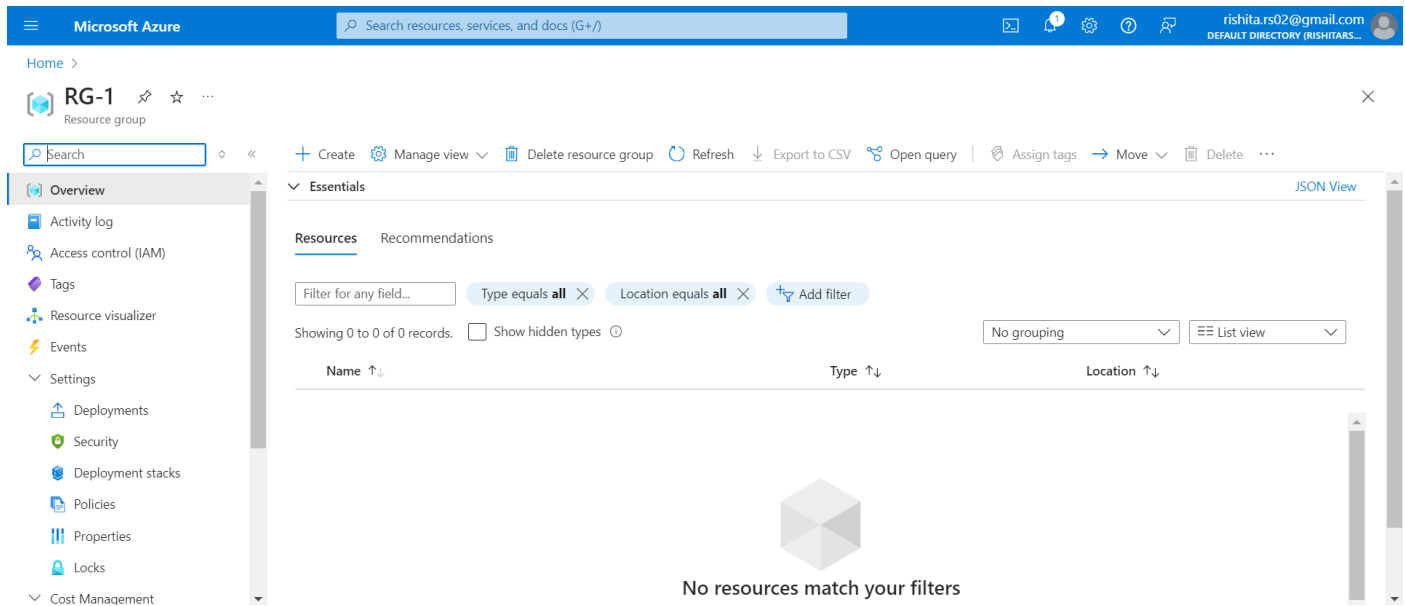 Microsoft Azure
Search resources, services, and docs (G+/)
1
rishita.rs02@gmail.com
DEFAULT DIRECTORY (RISHITARS...
Home >
RG-1
Resource group
Search
Create
Manage view
Delete resource group
Refresh
Export to CSV
Open query
Assign tags
Move
Delete
Overview
Activity log
Access control (IAM)
Tags
Resource visualizer
Events
Settings
Deployments
Security
Deployment stacks
Policies
Properties
Locks
Cost Management
Essentials
JSON View
Resources Recommendations
Filter for any field...
Type equals all
Location equals all
Add filter
Showing 0 to 0 of 0 records.
Show hidden types
No grouping
List view
Name
Type
Location
No resources match your filters